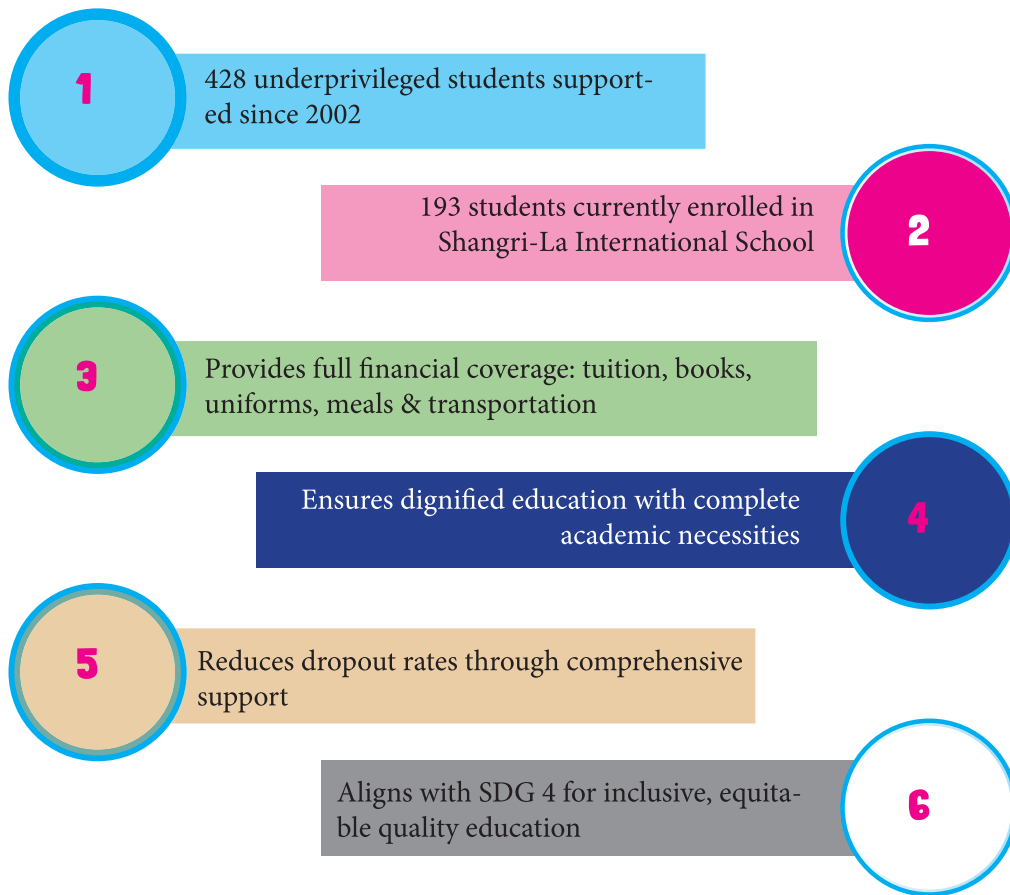 1
428 underprivileged students support-
ed since 2002
193 students currently enrolled in
Shangri-La International School
2
3
Provides full financial coverage: tuition, books,
uniforms, meals & transportation
Ensures dignified education with complete
academic necessities
4
5
Reduces dropout rates through comprehensive
support
Aligns with SDG 4 for inclusive, equita-
ble quality education
6